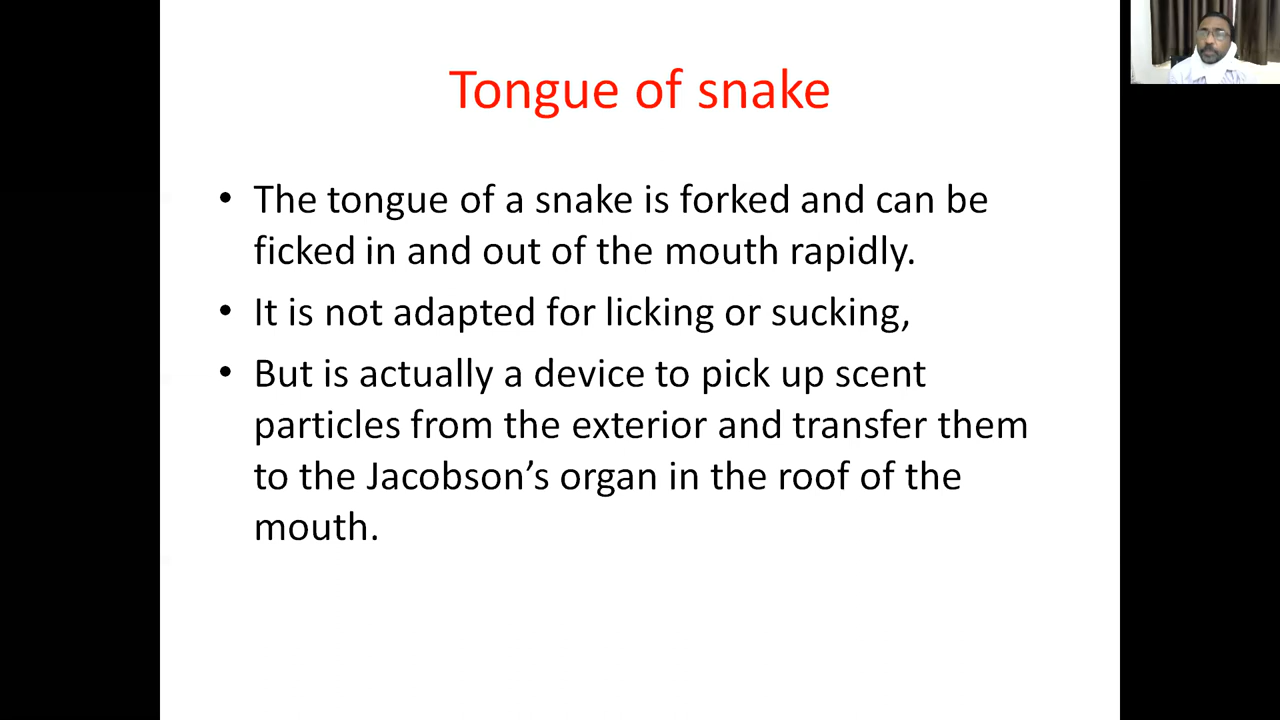 Tongue of snake
• The tongue of a snake is forked and can be
ficked in and out of the mouth rapidly.
• It is not adapted for licking or sucking,
• But is actually a device to pick up scent
particles from the exterior and transfer them
to the Jacobson’s organ in the roof of the
mouth.